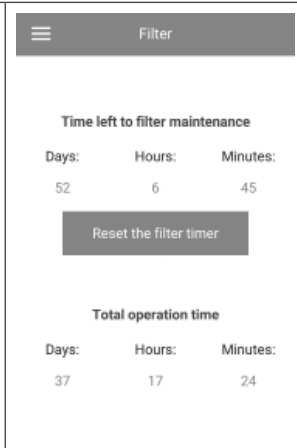 Filter
Time left to filter maintenance
Days: Hours: Minutes:
52 6 45
Reset the filter timer
Total operation time
Days: Hours: Minutes:
37 17 24